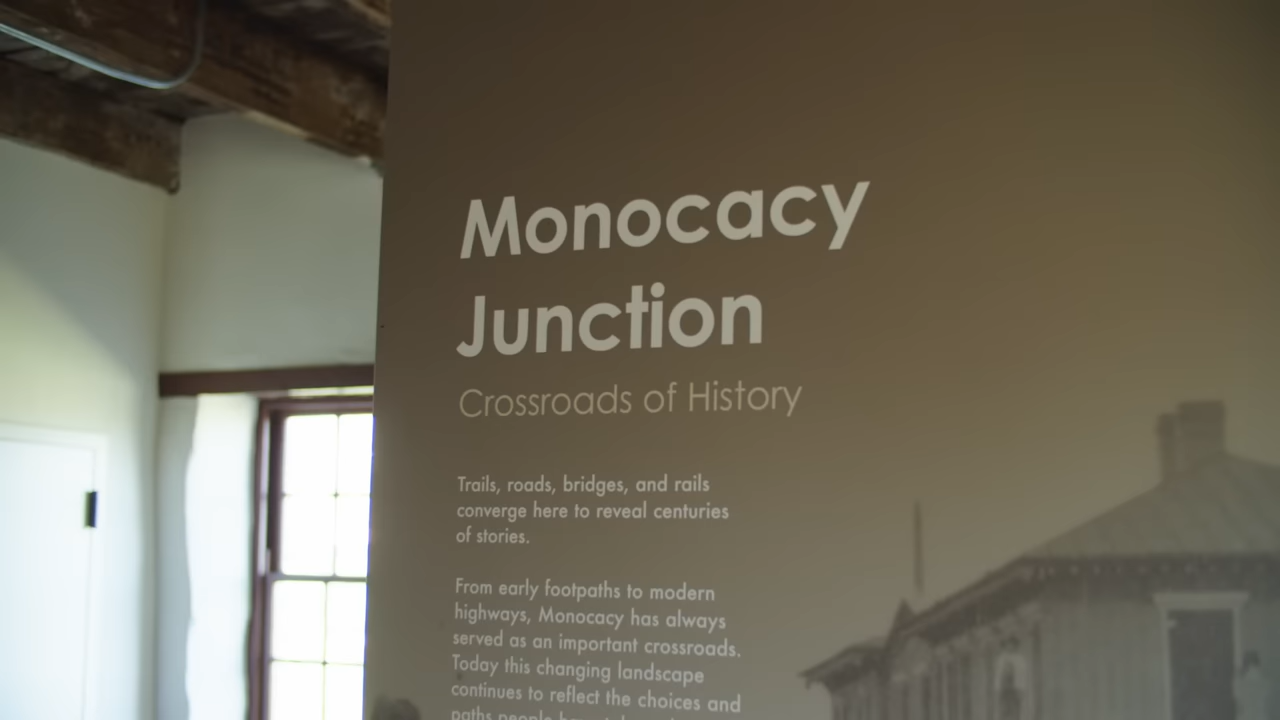 Monocacy
Junction
Crossroads of History
Trails, roads, bridges, and rails
converge here to reveal centuries
of stories.
From early footpaths to modern
highways, Monocacy has always
served as an important crossroads.
Today this changing landscape
continues to reflect the choices and
paths people